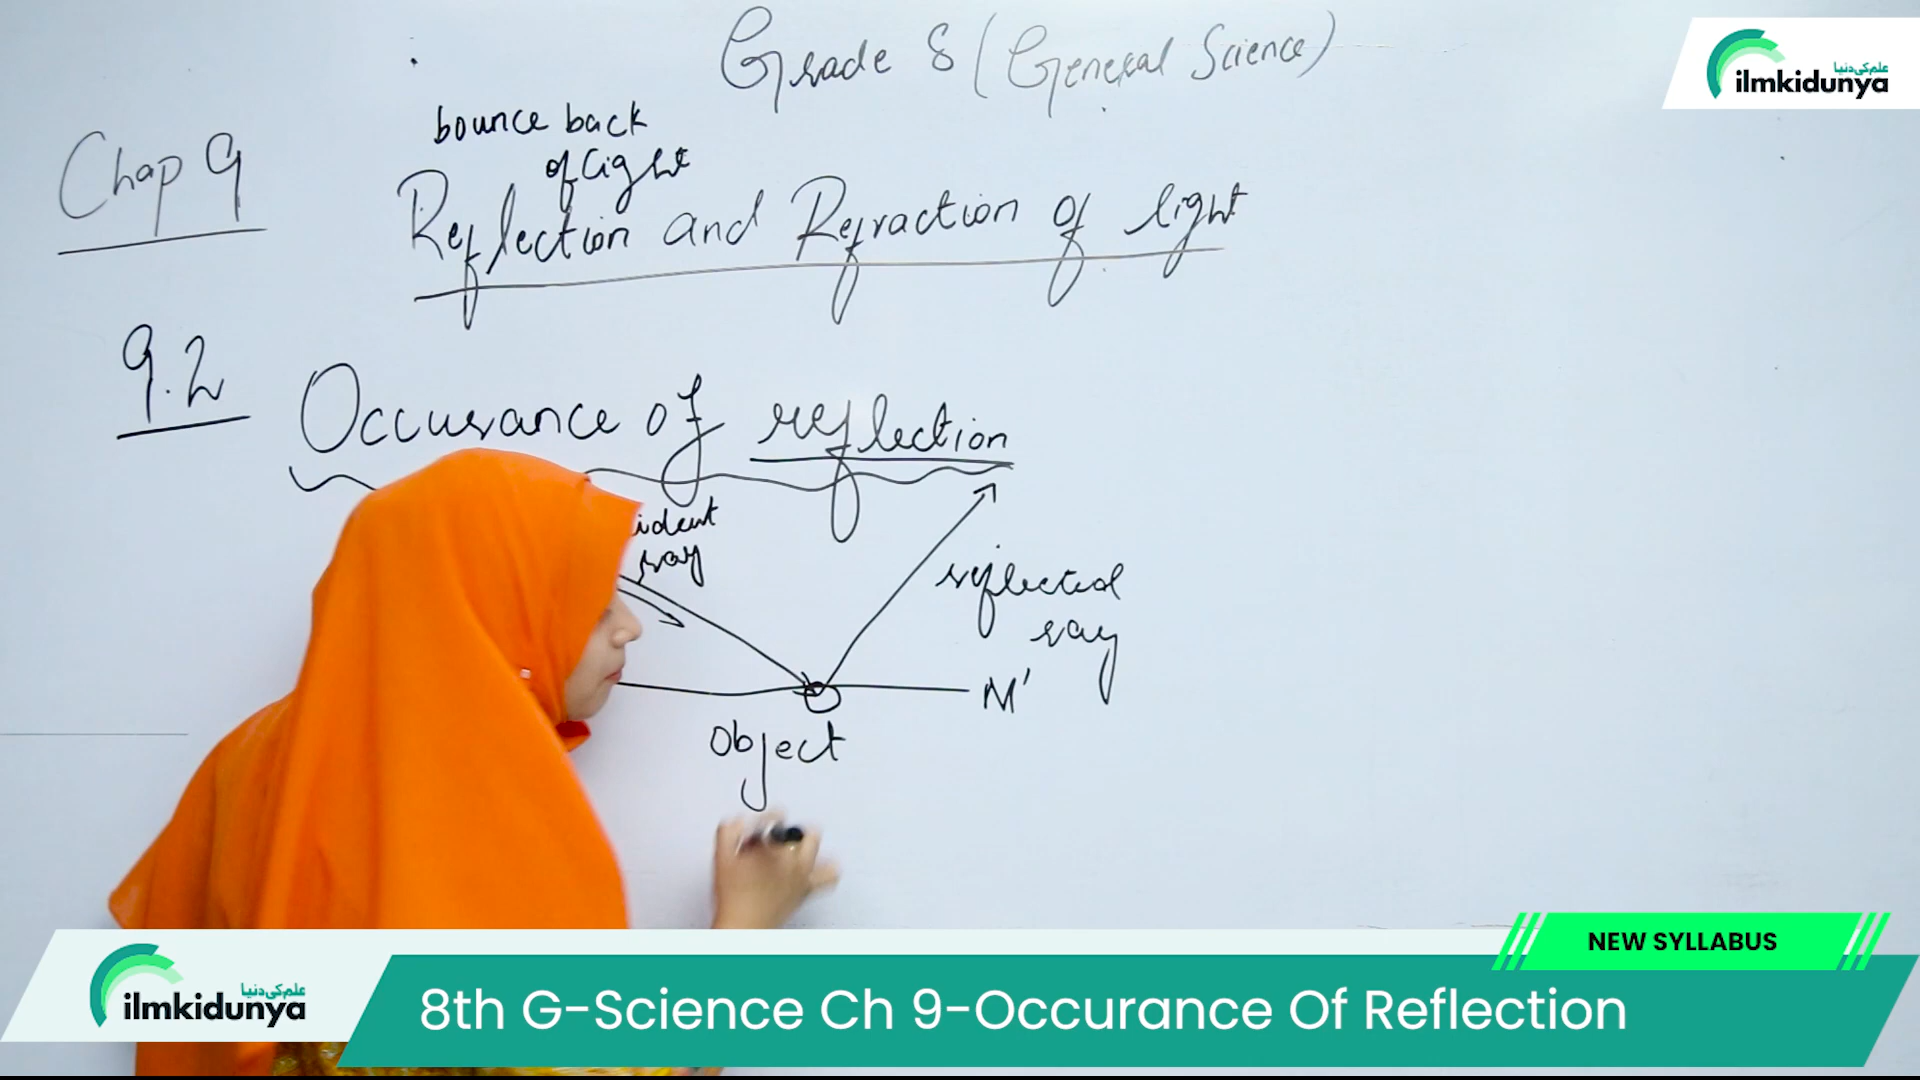 Grade 8 (General Science)
علم کی دنیا
ilmkidunya
bounce back
of light
Chap 9
Reflection and Refraction of light
9.2
Occurance of reflection
ident
ray
reflected
ray
M'
Object
NEW SYLLABUS
علم کی دنیا
ilmkidunya
8th G-Science Ch 9-Occurance Of Reflection